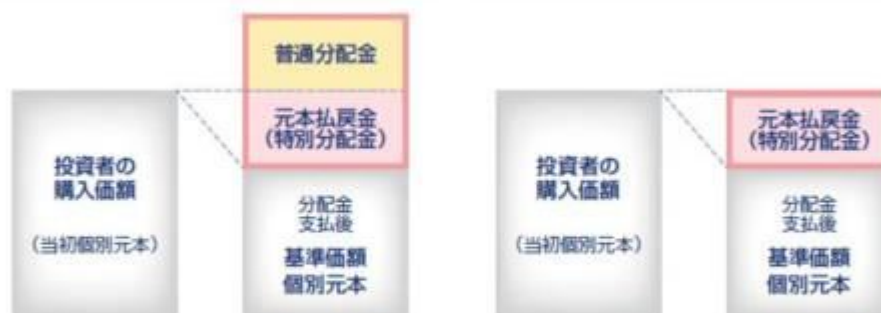 普通分配金
元本払戻金
(特別分配金)
投資者の
購入価額
(当初個別元本)
分配金
支払後
基準価額
個別元本
元本払戻金
(特別分配金)
投資者の
購入価額
(当初個別元本)
分配金
支払後
基準価額
個別元本